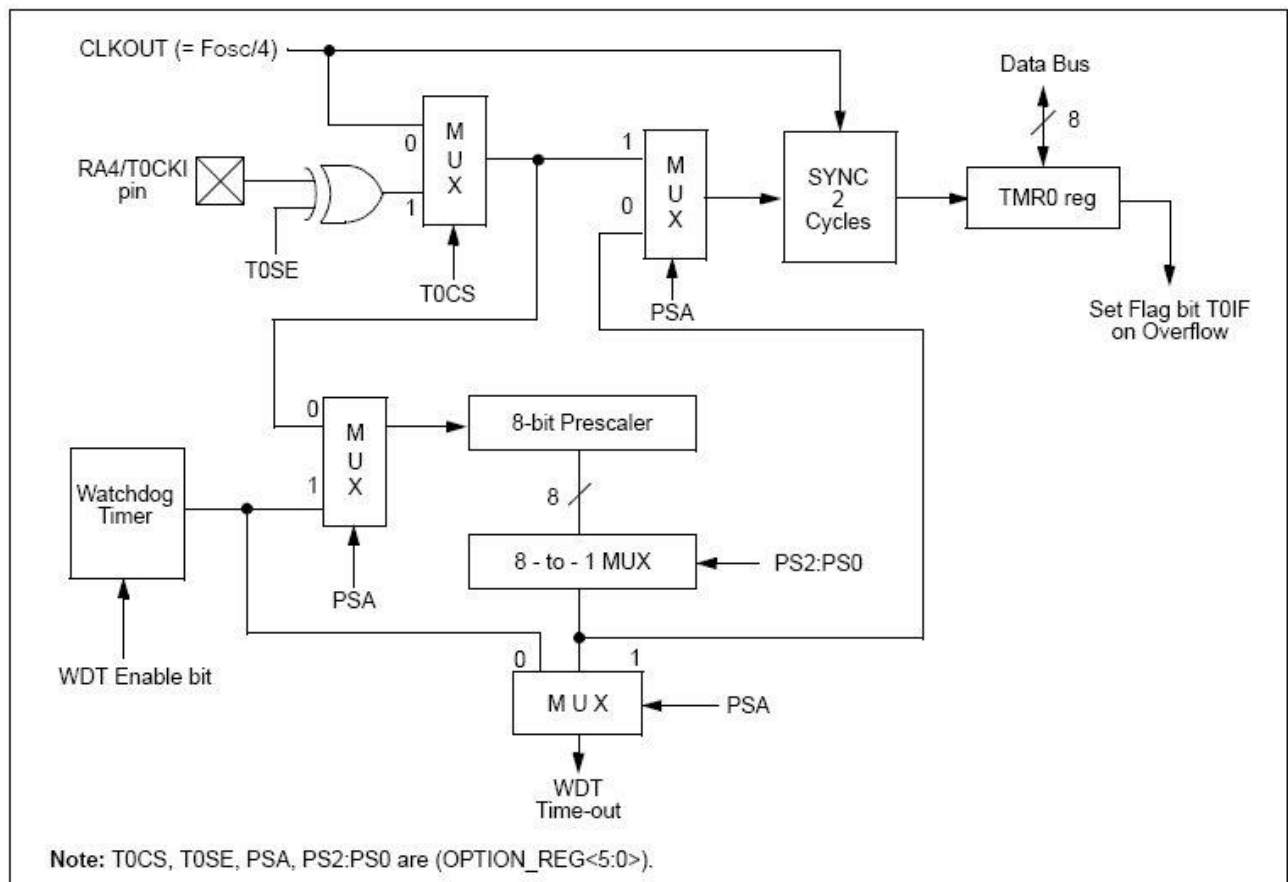 CLKOUT (= Fosc/4)
Data Bus
8
RA4/T0CKI
pin
0
1
M
U
X
T0SE
T0CS
1
0
M
U
X
PSA
SYNC
2
Cycles
TMR0 reg
Set Flag bit T0IF
on Overflow
0
1
M
U
X
PSA
8-bit Prescaler
8
Watchdog
Timer
8 - to - 1 MUX
PS2:PS0
WDT Enable bit
0
1
M U X
PSA
WDT
Time-out
Note: T0CS, T0SE, PSA, PS2:PS0 are (OPTION_REG<5:0>).